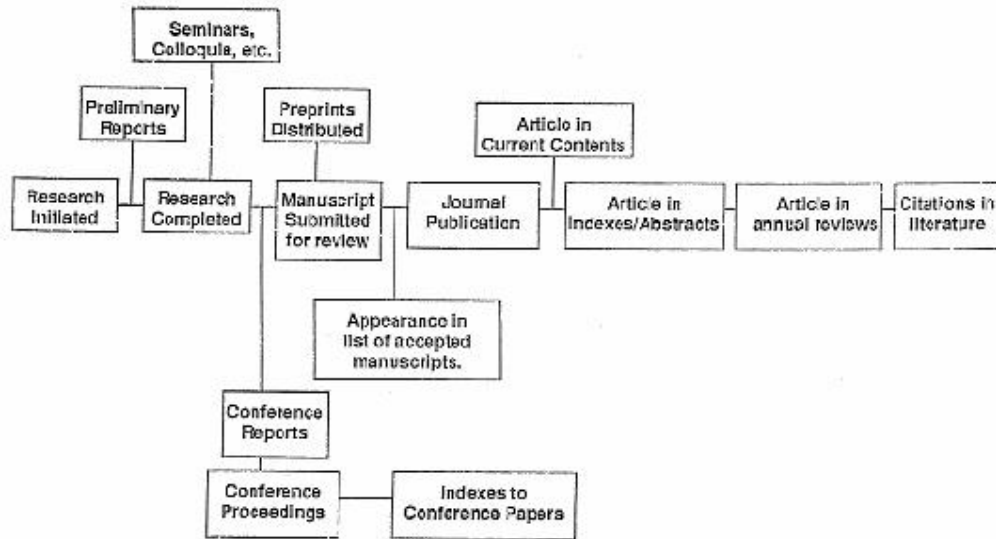 Seminars,
Colloquia, etc.
Preliminary
Reports
Preprints
Distributed
Article in
Current Contents
Research
Initiated
Research
Completed
Manuscript
Submitted
for review
Journal
Publication
Article in
Indexes/Abstracts
Article in
annual reviews
Citations in
literature
Appearance in
list of accepted
manuscripts.
Conference
Reports
Conference
Proceedings
Indexes to
Conference Papers